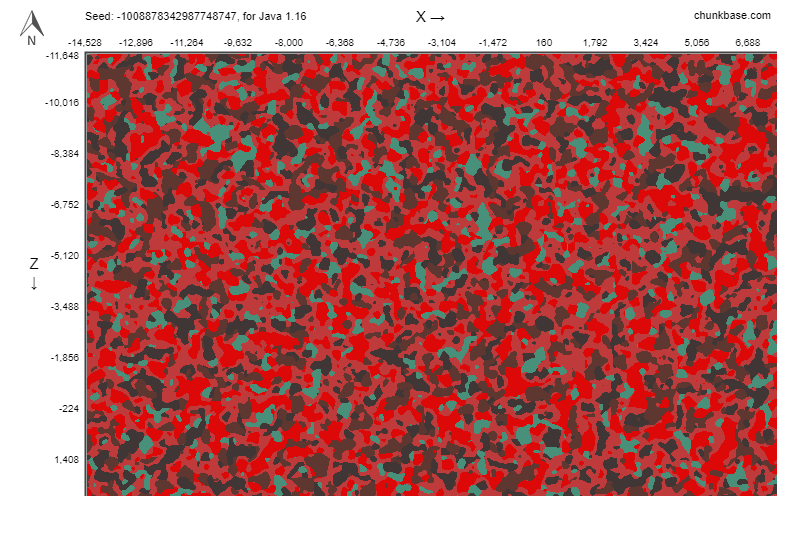 Seed: -1008878342987748747, for Java 1.16
X →
chunkbase.com
N
-14,528 -12,896 -11,264 -9,632 -8,000 -6,368 -4,736 -3,104 -1,472 160 1,792 3,424 5,056 6,688
-11,648
-10,016
-8,384
-6,752
-5,120
Z
↓
-3,488
-1,856
-224
1,408